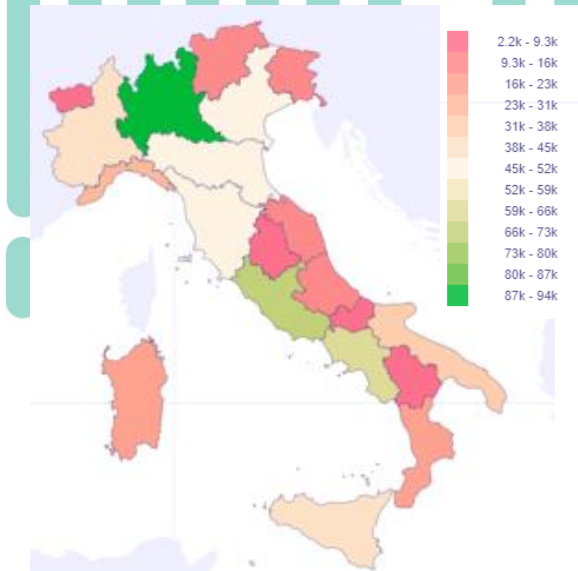 2.2k - 9.3k
9.3k - 16k
16k - 23k
23k - 31k
31k - 38k
38k - 45k
45k - 52k
52k - 59k
59k - 66k
66k - 73k
73k - 80k
80k - 87k
87k - 94k